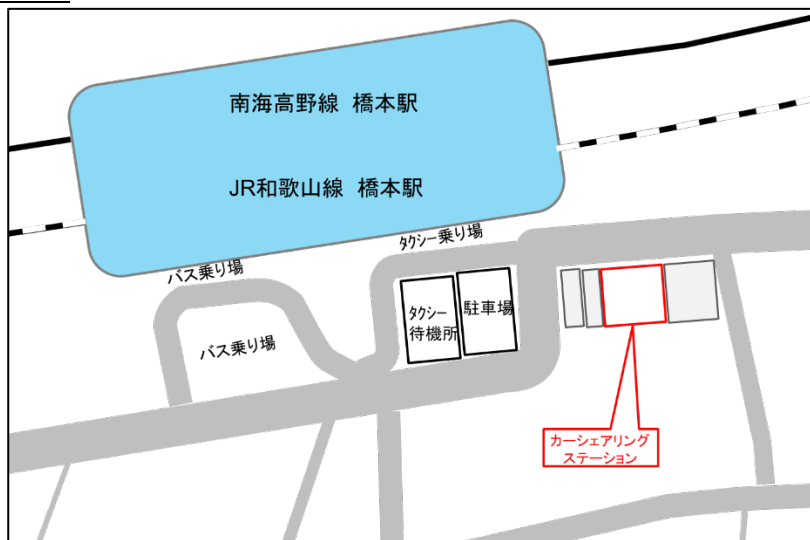 南海高野線 橋本駅
JR和歌山線 橋本駅
タクシー乗り場
バス乗り場
バス乗り場
タクシー
待機所
駐車場
カーシェアリング
ステーション